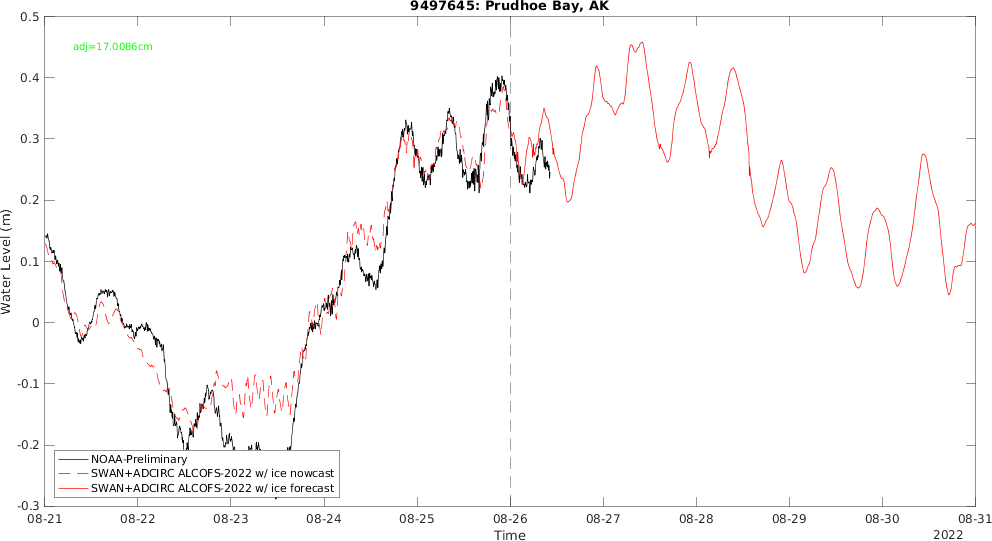 9497645: Prudhoe Bay, AK
adj=17.0086cm
0.5
0.4
0.3
0.2
0.1
0
-0.1
-0.2
-0.3
Water Level (m)
NOAA-Preliminary
SWAN+ADCIRC ALCOFS-2022 w/ ice nowcast
SWAN+ADCIRC ALCOFS-2022 w/ ice forecast
08-21 08-22 08-23 08-24 08-25 08-26 08-27 08-28 08-29 08-30 08-31
Time
2022